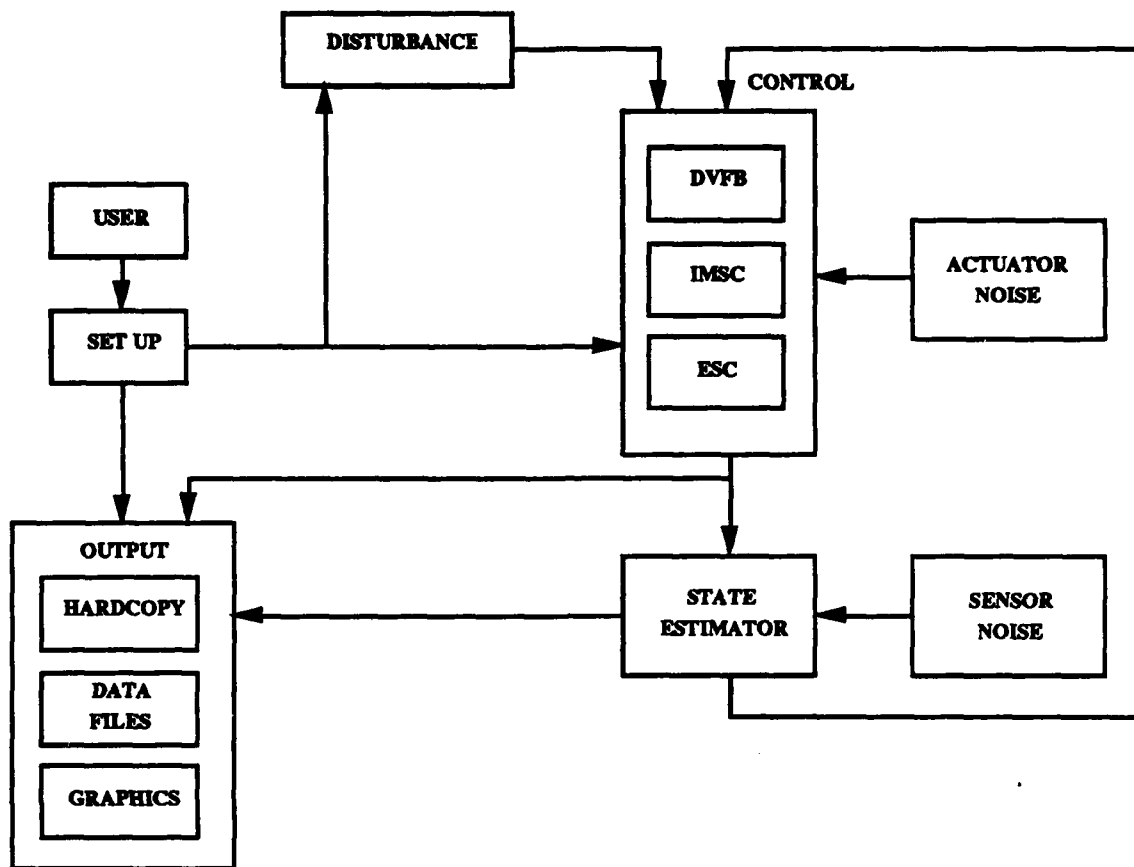 DISTURBANCE
CONTROL
DVFB
USER
IMSC
ACTUATOR
NOISE
SET UP
ESC
OUTPUT
HARDCOPY
STATE
ESTIMATOR
SENSOR
NOISE
DATA
FILES
GRAPHICS